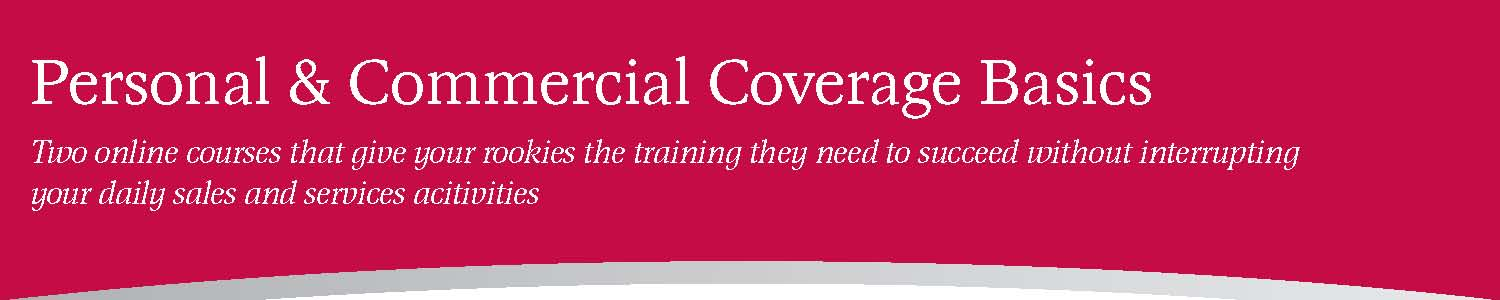 Personal & Commercial Coverage Basics
Two online courses that give your rookies the training they need to succeed without interrupting
your daily sales and services acitivities